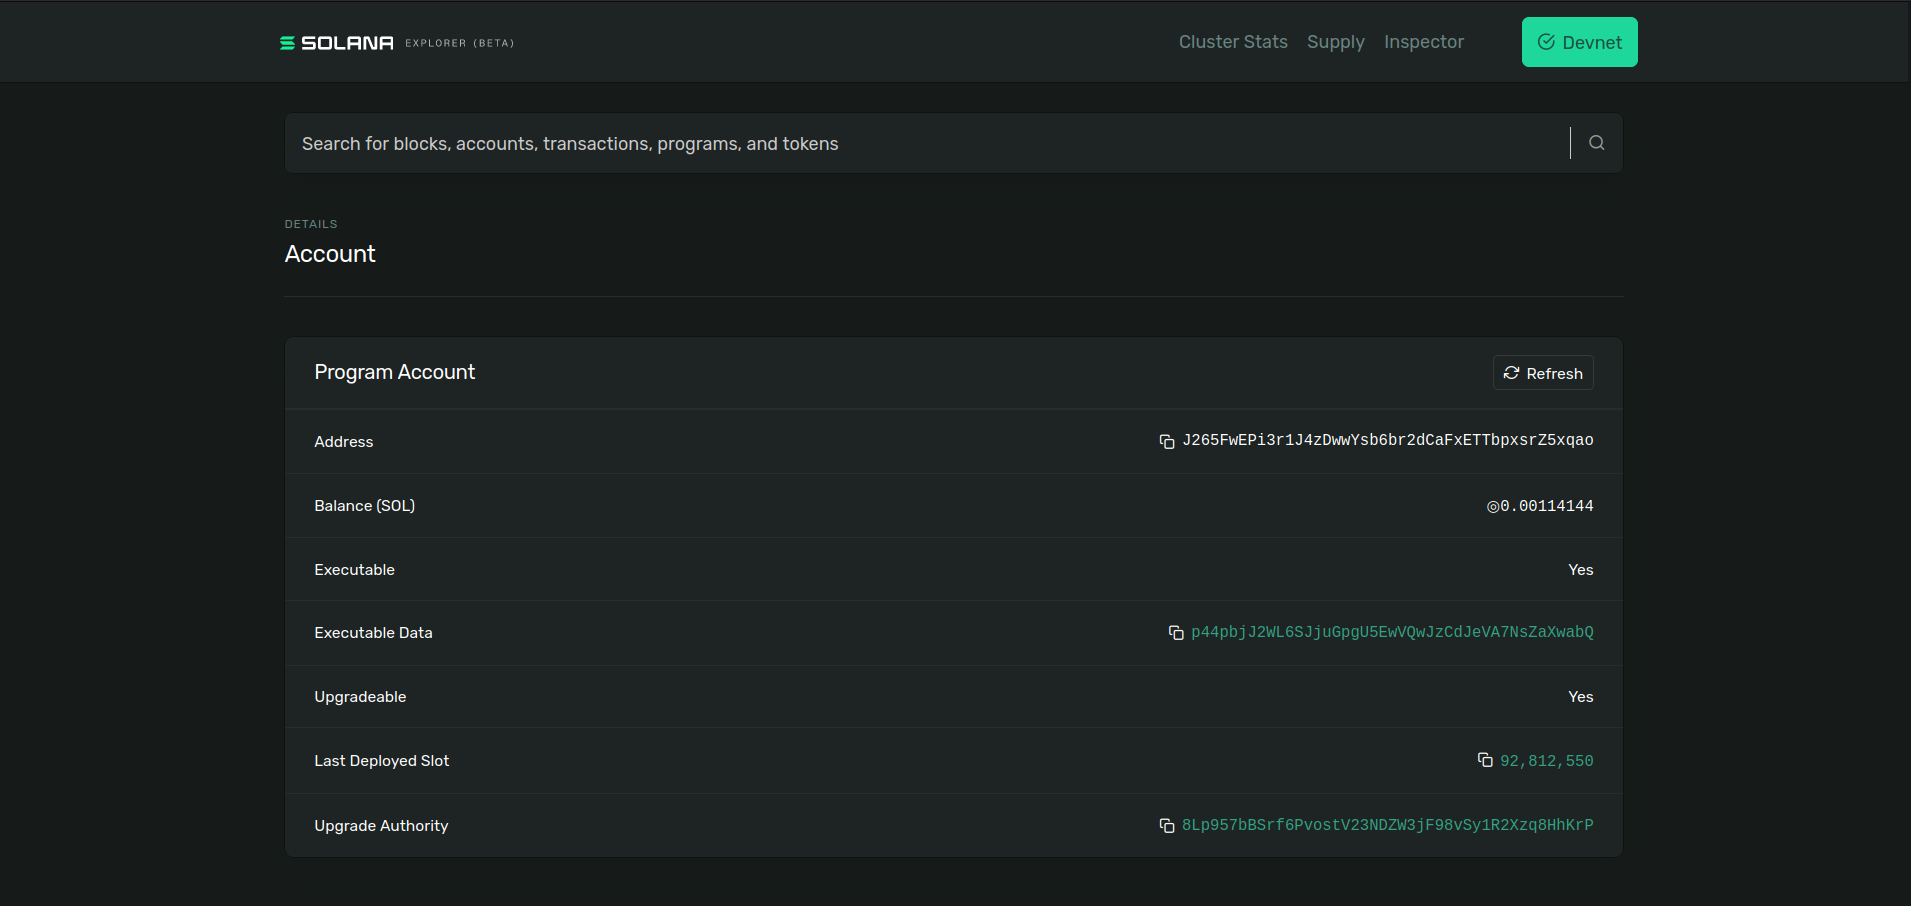 SOLANA EXPLORER (BETA)
Cluster Stats Supply Inspector Devnet
Search for blocks, accounts, transactions, programs, and tokens
DETAILS
Account
Program Account Refresh
Address J265FwEPi3r1J4zDwwYsb6br2dCaFxETTbpxsrZ5xqao
Balance (SOL) ◎0.00114144
Executable Yes
Executable Data p44pbjJ2WL6SJjuGpgU5EwVQwJzCdJeVA7NsZaXwabQ
Upgradeable Yes
Last Deployed Slot 92,812,550
Upgrade Authority 8Lp957bBSrf6PvostV23NDZW3jF98vSy1R2Xzq8HhKrP